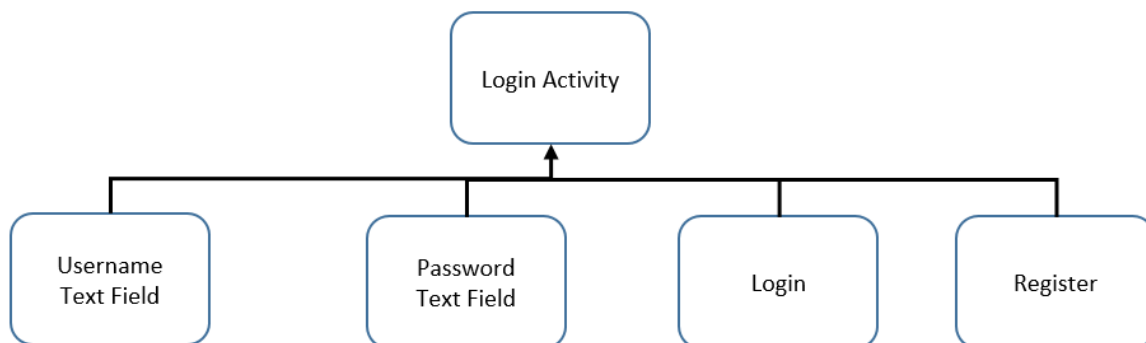 Login Activity
Username
Text Field
Password
Text Field
Login
Register